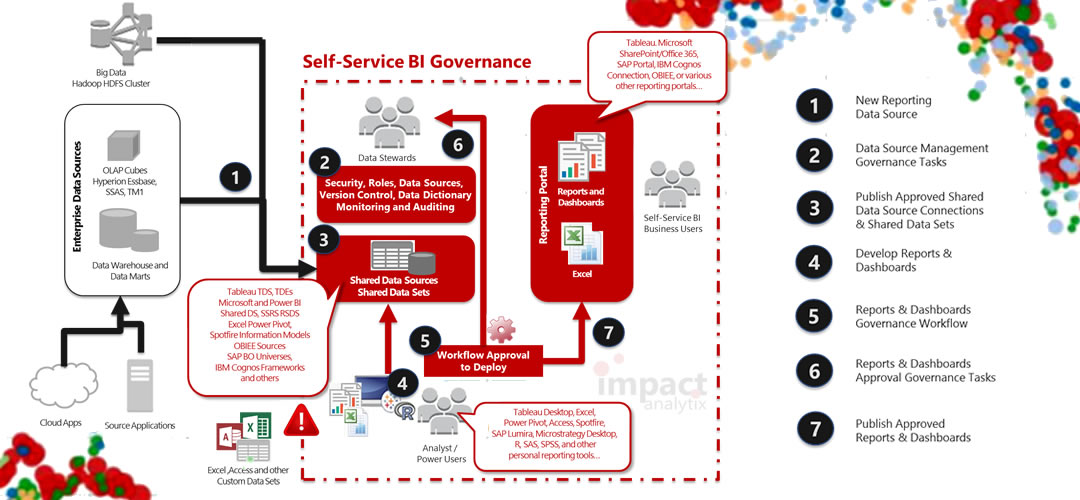 Big Data
Hadoop HDFS Cluster
Enterprise Data Sources
OLAP Cubes
Hyperion Essbase,
SSAS, TM1
Data Warehouse and
Data Marts
Cloud Apps
Source Applications
1
Self-Service BI Governance
Data Stewards
6
2
Security, Roles, Data Sources,
Version Control, Data Dictionary
Monitoring and Auditing
3
Shared Data Sources
Shared Data Sets
Tableau TDS, TDEs
Microsoft and Power BI
Shared DS, SSRS RSDS
Excel Power Pivot,
Spotfire Information Models
OBIEE Sources
SAP BO Universes,
IBM Cognos Frameworks
and others
Tableau. Microsoft
SharePoint/Office 365,
SAP Portal, IBM Cognos
Connection, OBIEE, or various
other reporting portals...
Reporting Portal
Reports and
Dashboards
Excel
Self-Service BI
Business Users
5
Workflow Approval
to Deploy
7
impact
analytix
4
R
Analyst /
Power Users
Tableau Desktop, Excel,
Power Pivot, Access, Spotfire,
SAP Lumira, Microstrategy Desktop,
R, SAS, SPSS, and other
personal reporting tools...
Excel ,Access and other
Custom Data Sets
1
New Reporting
Data Source
2
Data Source Management
Governance Tasks
3
Publish Approved Shared
Data Source Connections
& Shared Data Sets
4
Develop Reports &
Dashboards
5
Reports & Dashboards
Governance Workflow
6
Reports & Dashboards
Approval Governance Tasks
7
Publish Approved
Reports & Dashboards